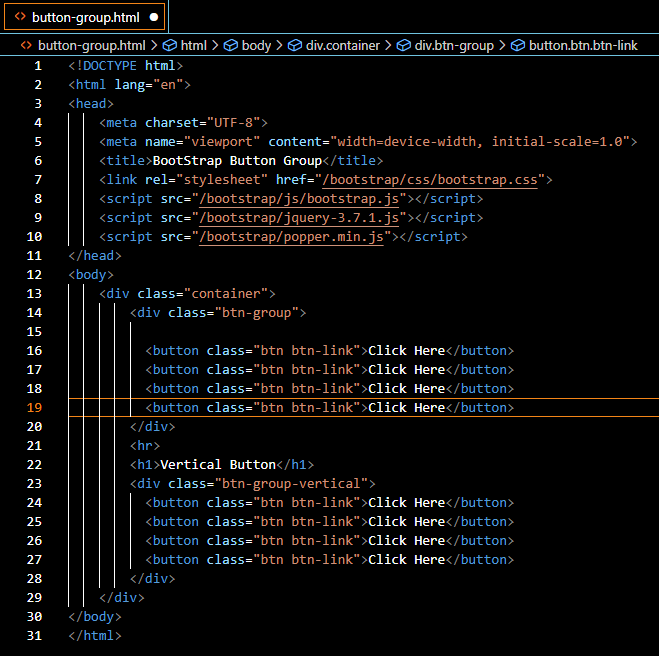 <> button-group.html ●
<> button-group.html > html > body > div.container > div.btn-group > button.btn.btn-link
1 <!DOCTYPE html>
2 <html lang="en">
3 <head>
4     <meta charset="UTF-8">
5     <meta name="viewport" content="width=device-width, initial-scale=1.0">
6     <title>BootStrap Button Group</title>
7     <link rel="stylesheet" href="/bootstrap/css/bootstrap.css">
8     <script src="/bootstrap/js/bootstrap.js"></script>
9     <script src="/bootstrap/jquery-3.7.1.js"></script>
10     <script src="/bootstrap/popper.min.js"></script>
11 </head>
12 <body>
13     <div class="container">
14         <div class="btn-group">
15
16           <button class="btn btn-link">Click Here</button>
17           <button class="btn btn-link">Click Here</button>
18           <button class="btn btn-link">Click Here</button>
19           <button class="btn btn-link">Click Here</button>
20         </div>
21         <hr>
22         <h1>Vertical Button</h1>
23         <div class="btn-group-vertical">
24           <button class="btn btn-link">Click Here</button>
25           <button class="btn btn-link">Click Here</button>
26           <button class="btn btn-link">Click Here</button>
27           <button class="btn btn-link">Click Here</button>
28         </div>
29     </div>
30 </body>
31 </html>